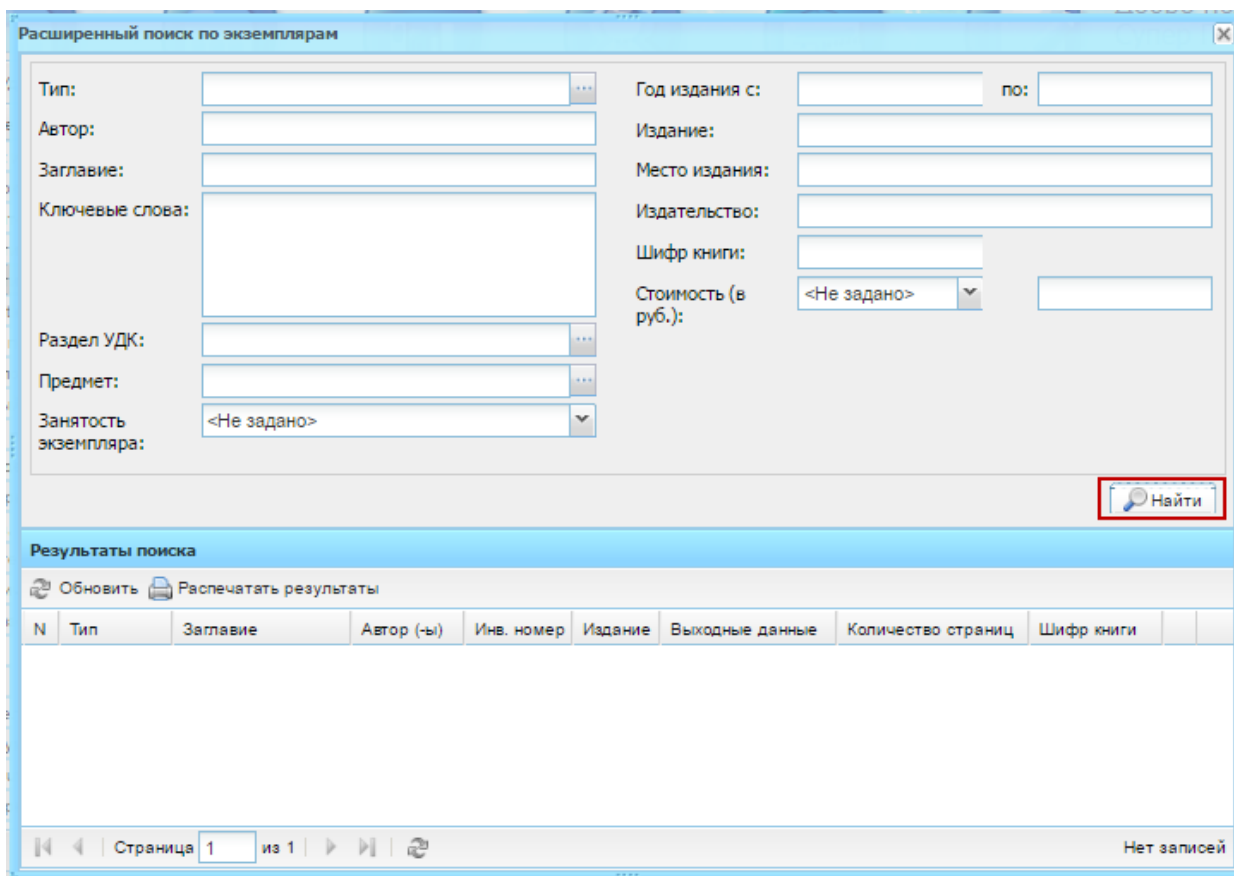 Расширенный поиск по экземплярам
Тип:
Год издания с:
по:
Автор:
Издание:
Заглавие:
Место издания:
Ключевые слова:
Издательство:
Шифр книги:
Стоимость (в
руб.):
<Не задано>
Раздел УДК:
Предмет:
Занятость
экземпляра:
<Не задано>
Найти
Результаты поиска
Обновить Распечатать результаты
N Тип Заглавие Автор (-ы) Инв. номер Издание Выходные данные Количество страниц Шифр книги
Страница 1 из 1 Нет записей